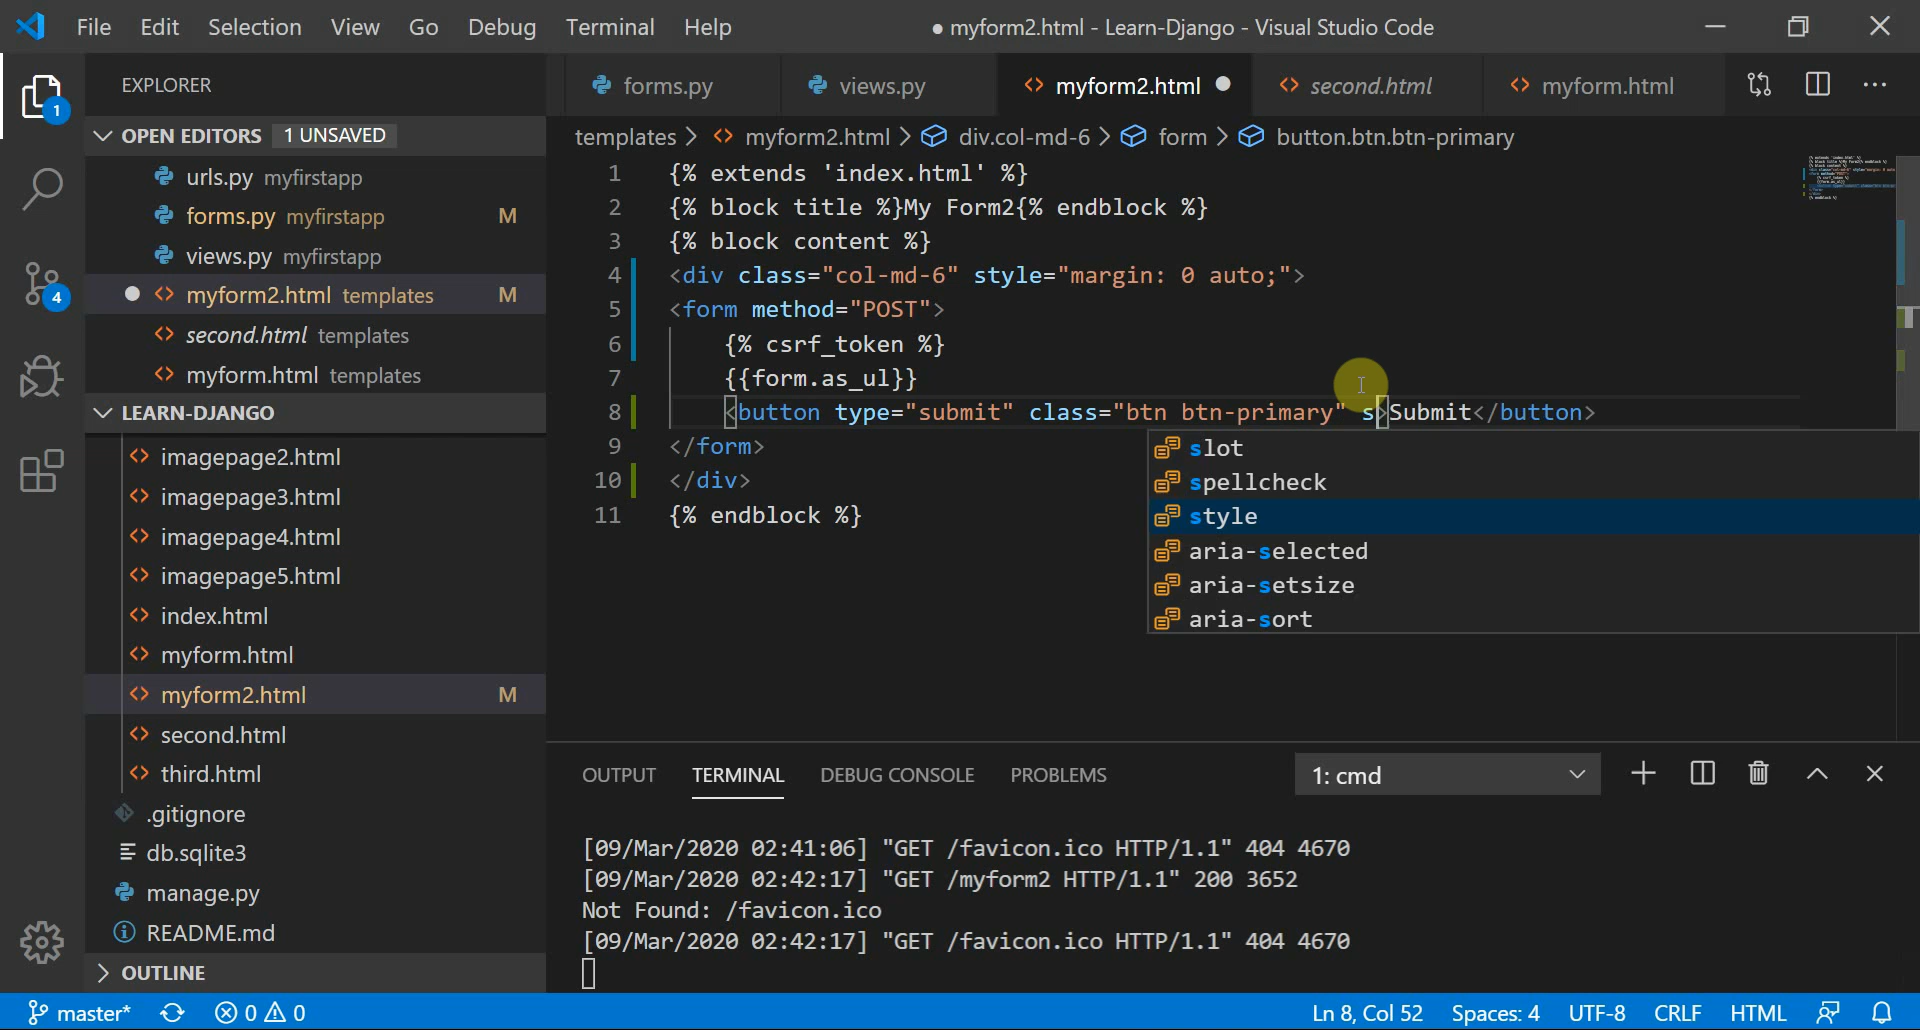 File Edit Selection View Go Debug Terminal Help
● myform2.html - Learn-Django - Visual Studio Code
EXPLORER
forms.py views.py myform2.html second.html myform.html
OPEN EDITORS 1 UNSAVED
templates > myform2.html > div.col-md-6 > form > button.btn.btn-primary
urls.py myfirstapp
forms.py myfirstapp M
views.py myfirstapp
myform2.html templates M
second.html templates
myform.html templates
LEARN-DJANGO
imagepage2.html
imagepage3.html
imagepage4.html
imagepage5.html
index.html
myform.html
myform2.html M
second.html
third.html
.gitignore
db.sqlite3
manage.py
README.md
OUTLINE
1
4
1 {% extends 'index.html' %}
2 {% block title %}My Form2{% endblock %}
3 {% block content %}
4 <div class="col-md-6" style="margin: 0 auto;">
5 <form method="POST">
6 {% csrf_token %}
7 {{form.as_ul}}
8 <button type="submit" class="btn btn-primary" s>Submit</button>
9 </form>
10 </div>
11 {% endblock %}
slot
spellcheck
style
aria-selected
aria-setsize
aria-sort
OUTPUT TERMINAL DEBUG CONSOLE PROBLEMS 1: cmd
[09/Mar/2020 02:41:06] "GET /favicon.ico HTTP/1.1" 404 4670
[09/Mar/2020 02:42:17] "GET /myform2 HTTP/1.1" 200 3652
Not Found: /favicon.ico
[09/Mar/2020 02:42:17] "GET /favicon.ico HTTP/1.1" 404 4670
master* 0 0 Ln 8, Col 52 Spaces: 4 UTF-8 CRLF HTML